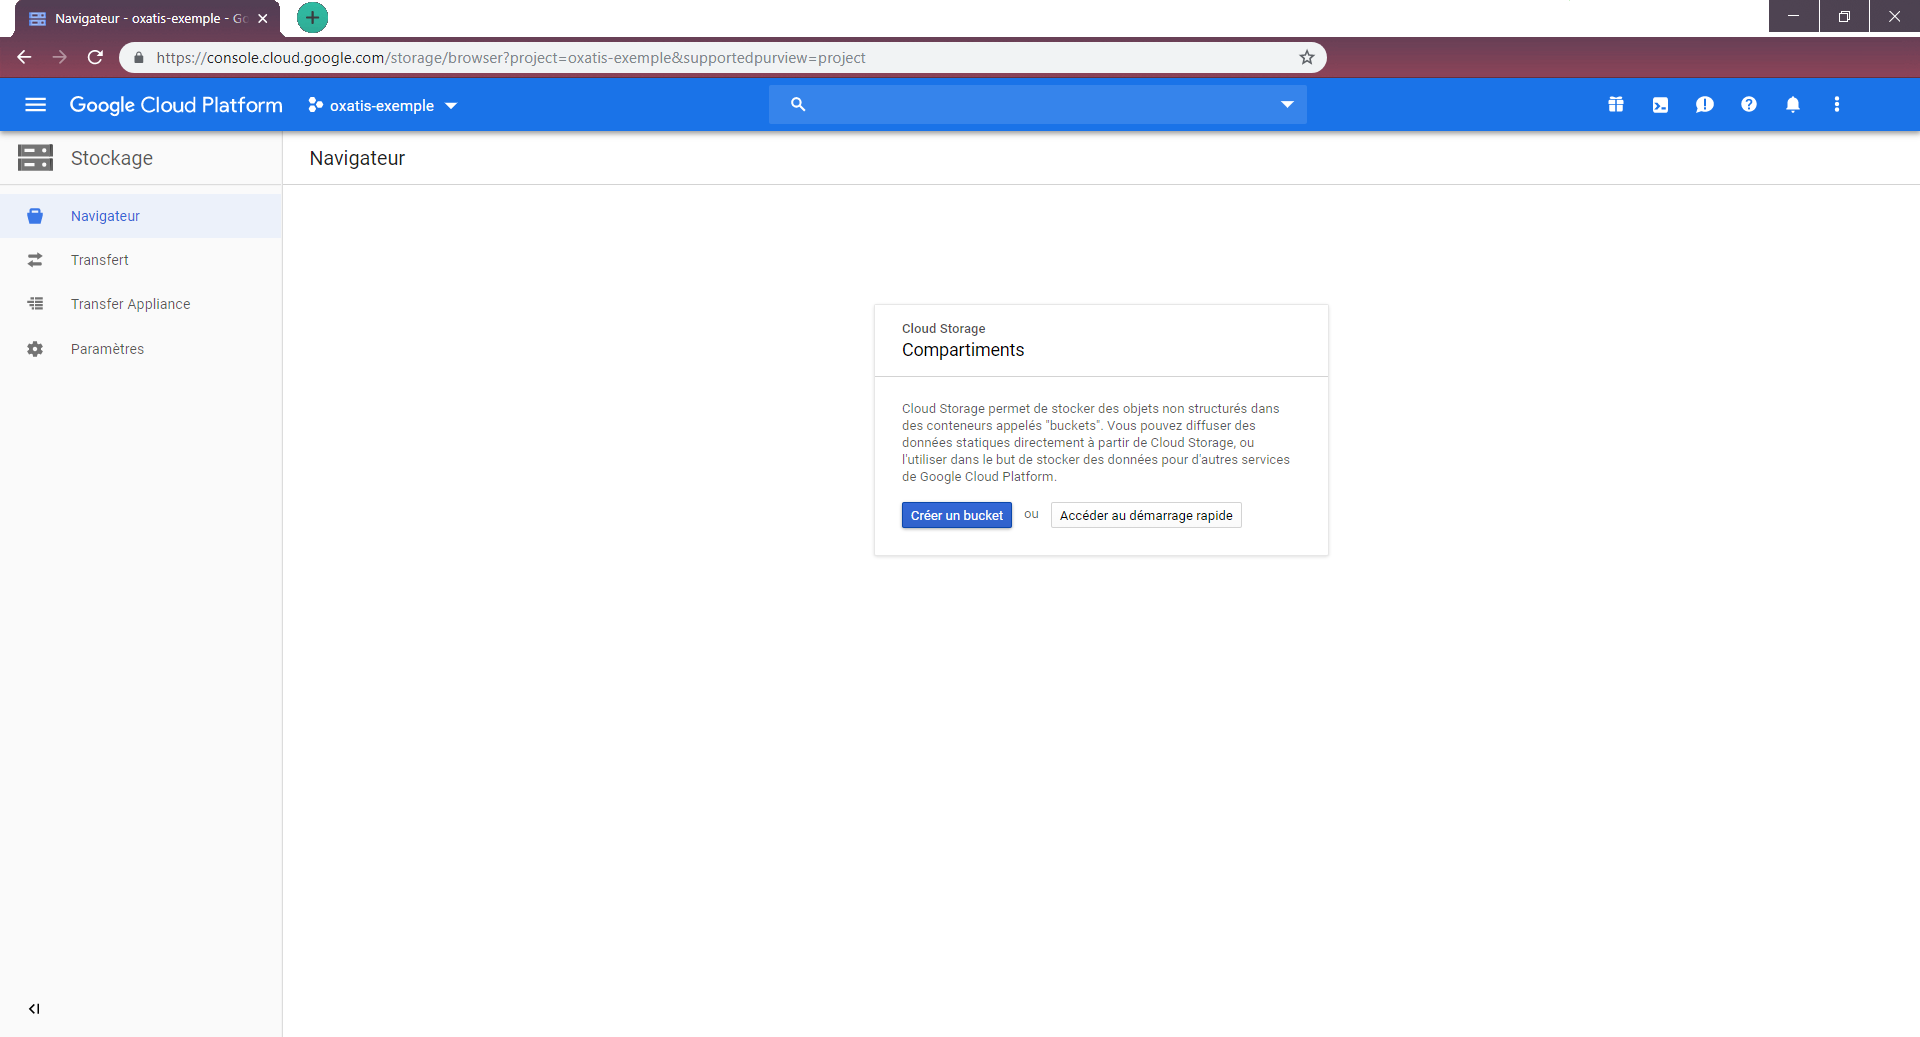 Navigateur - oxatis-exemple - Go
https://console.cloud.google.com/storage/browser?project=oxatis-exemple&supportedpurview=project
Google Cloud Platform
oxatis-exemple
Stockage
Navigateur
Navigateur
Transfert
Transfer Appliance
Paramètres
Cloud Storage
Compartiments
Cloud Storage permet de stocker des objets non structurés dans
des conteneurs appelés "buckets". Vous pouvez diffuser des
données statiques directement à partir de Cloud Storage, ou
l'utiliser dans le but de stocker des données pour d'autres services
de Google Cloud Platform.
Créer un bucket ou Accéder au démarrage rapide